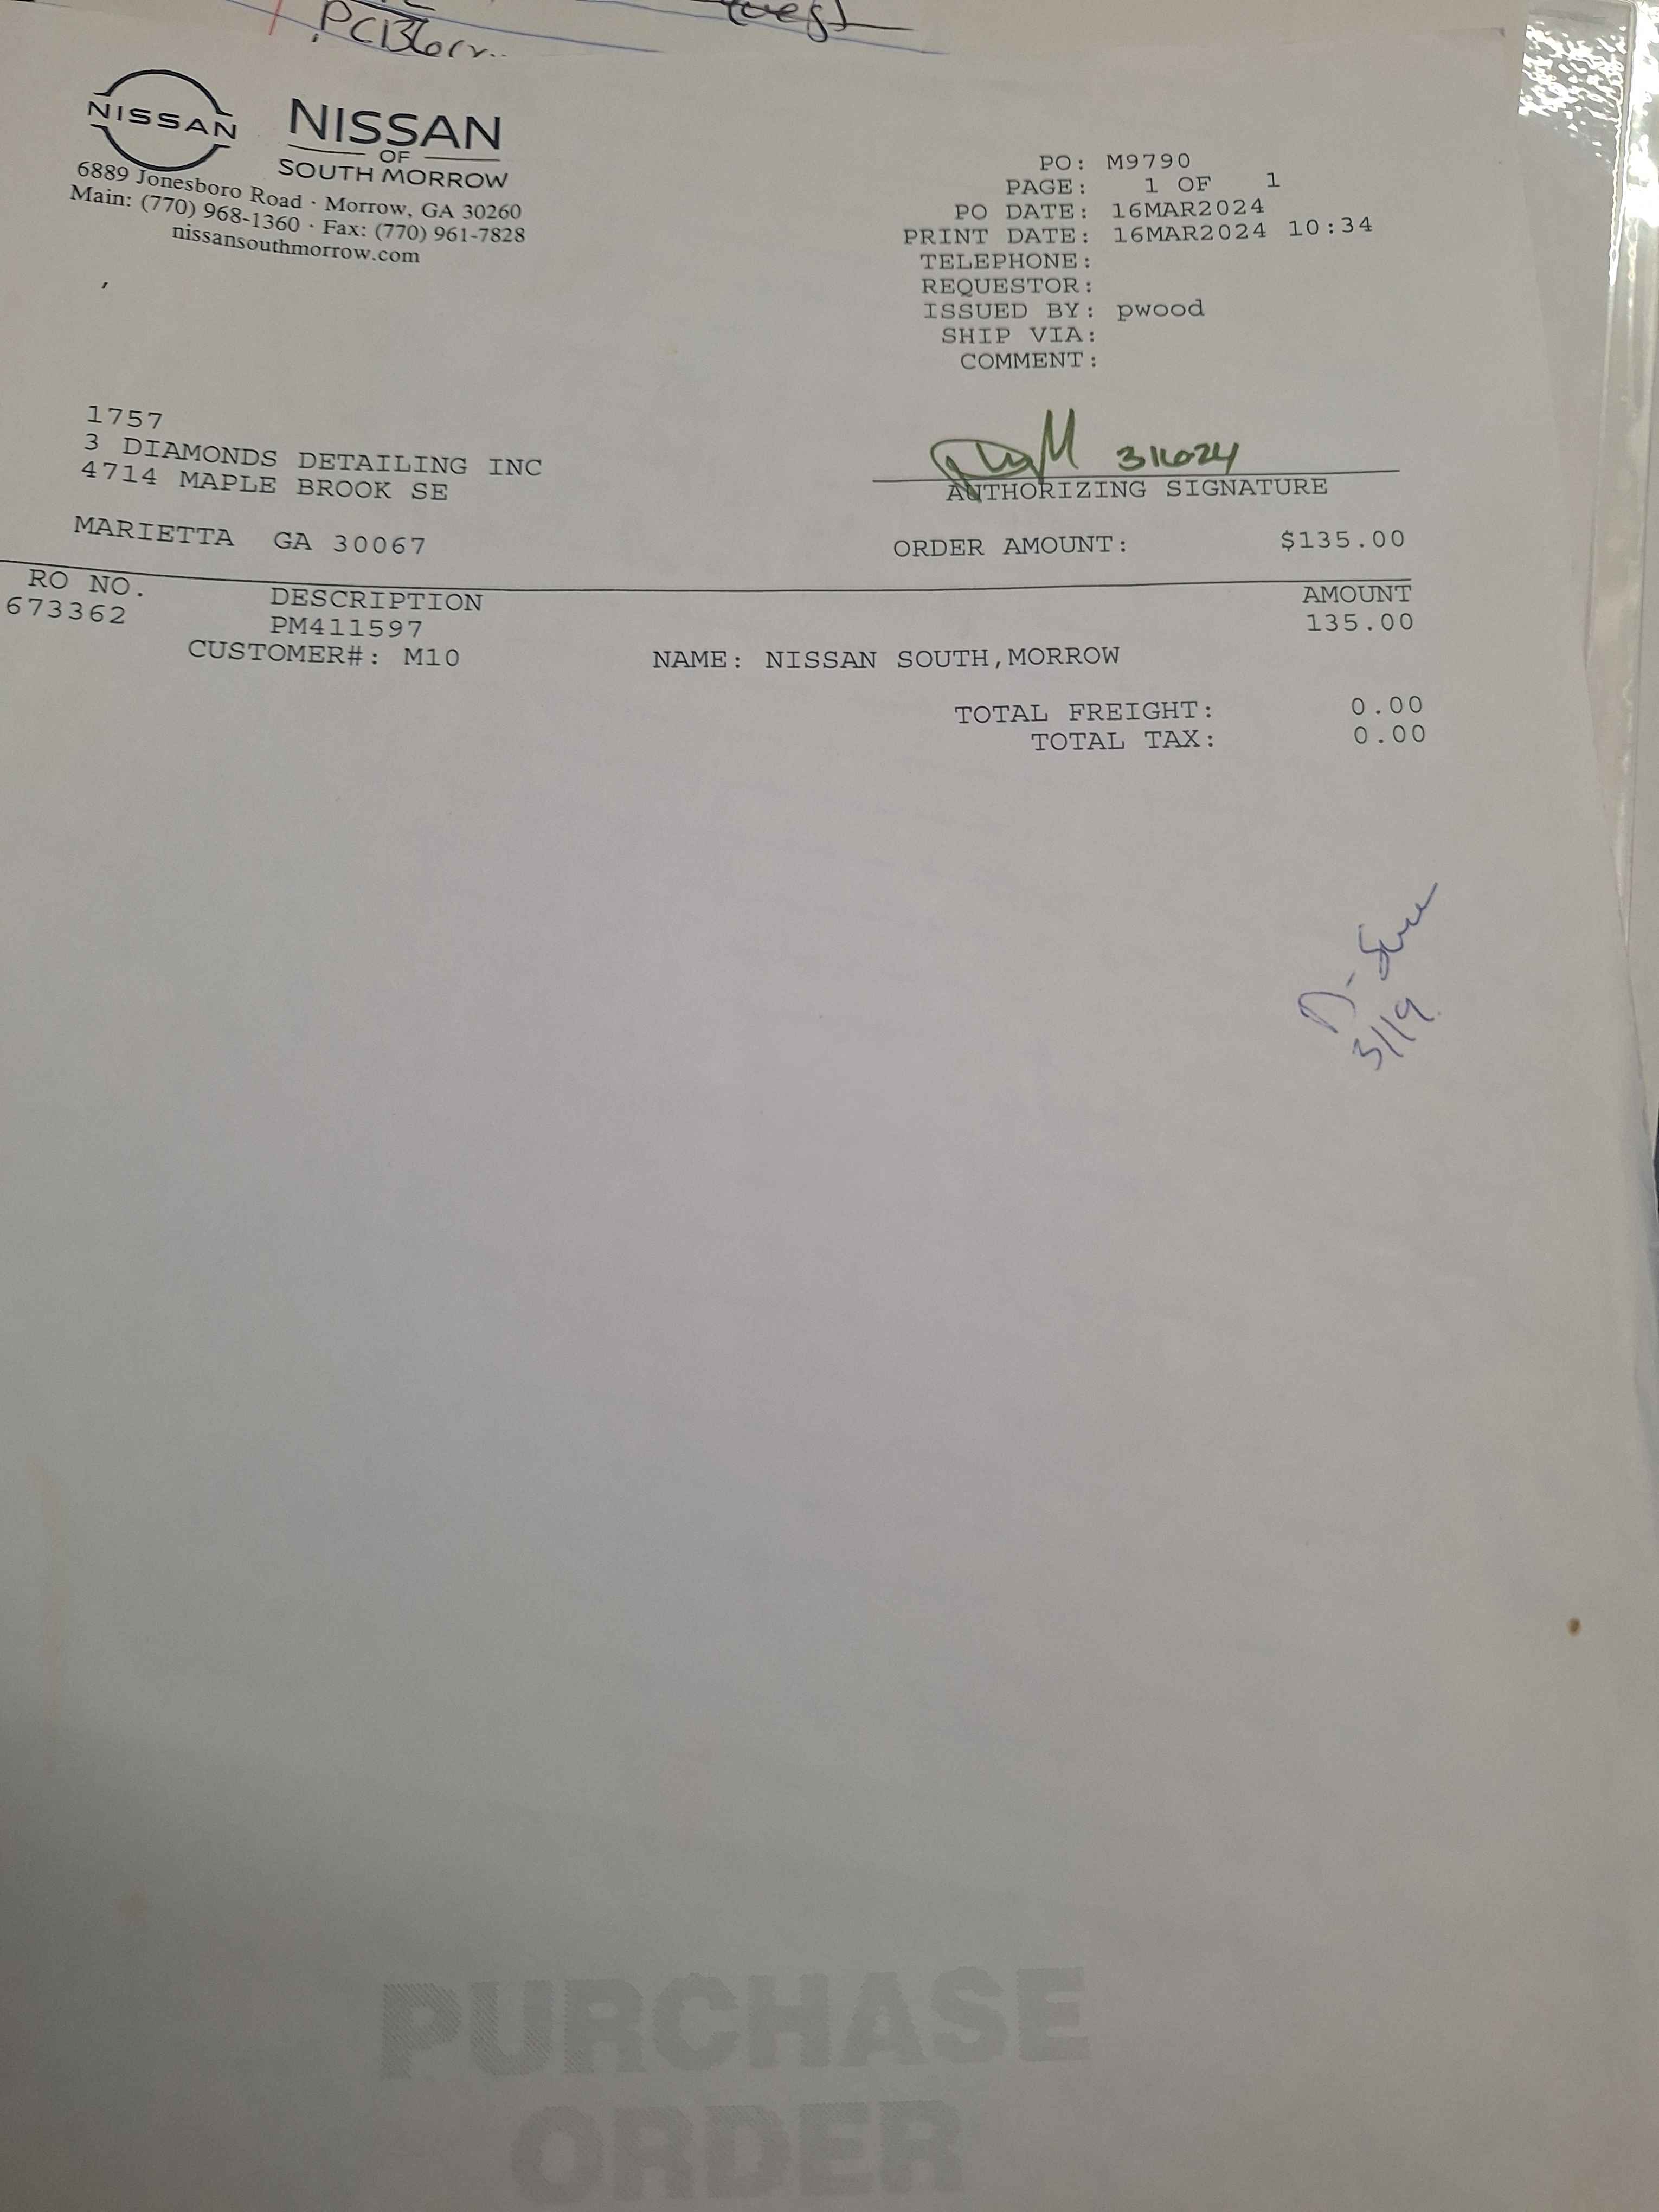 NISSAN
NISSAN
OF
SOUTH MORROW
6889 Jonesboro Road · Morrow, GA 30260
Main: (770) 968-1360 · Fax: (770) 961-7828
nissansouthmorrow.com
PO: M9790
PAGE: 1 OF 1
PO DATE: 16MAR2024
PRINT DATE: 16MAR2024 10:34
TELEPHONE:
REQUESTOR:
ISSUED BY: pwood
SHIP VIA:
COMMENT:
1757
3 DIAMONDS DETAILING INC
4714 MAPLE BROOK SE
MARIETTA GA 30067
31624
AUTHORIZING SIGNATURE
ORDER AMOUNT: $135.00
RO NO. DESCRIPTION AMOUNT
673362 PM411597 135.00
CUSTOMER#: M10 NAME: NISSAN SOUTH,MORROW
TOTAL FREIGHT: 0.00
TOTAL TAX: 0.00
3/19
PURCHASE
ORDER